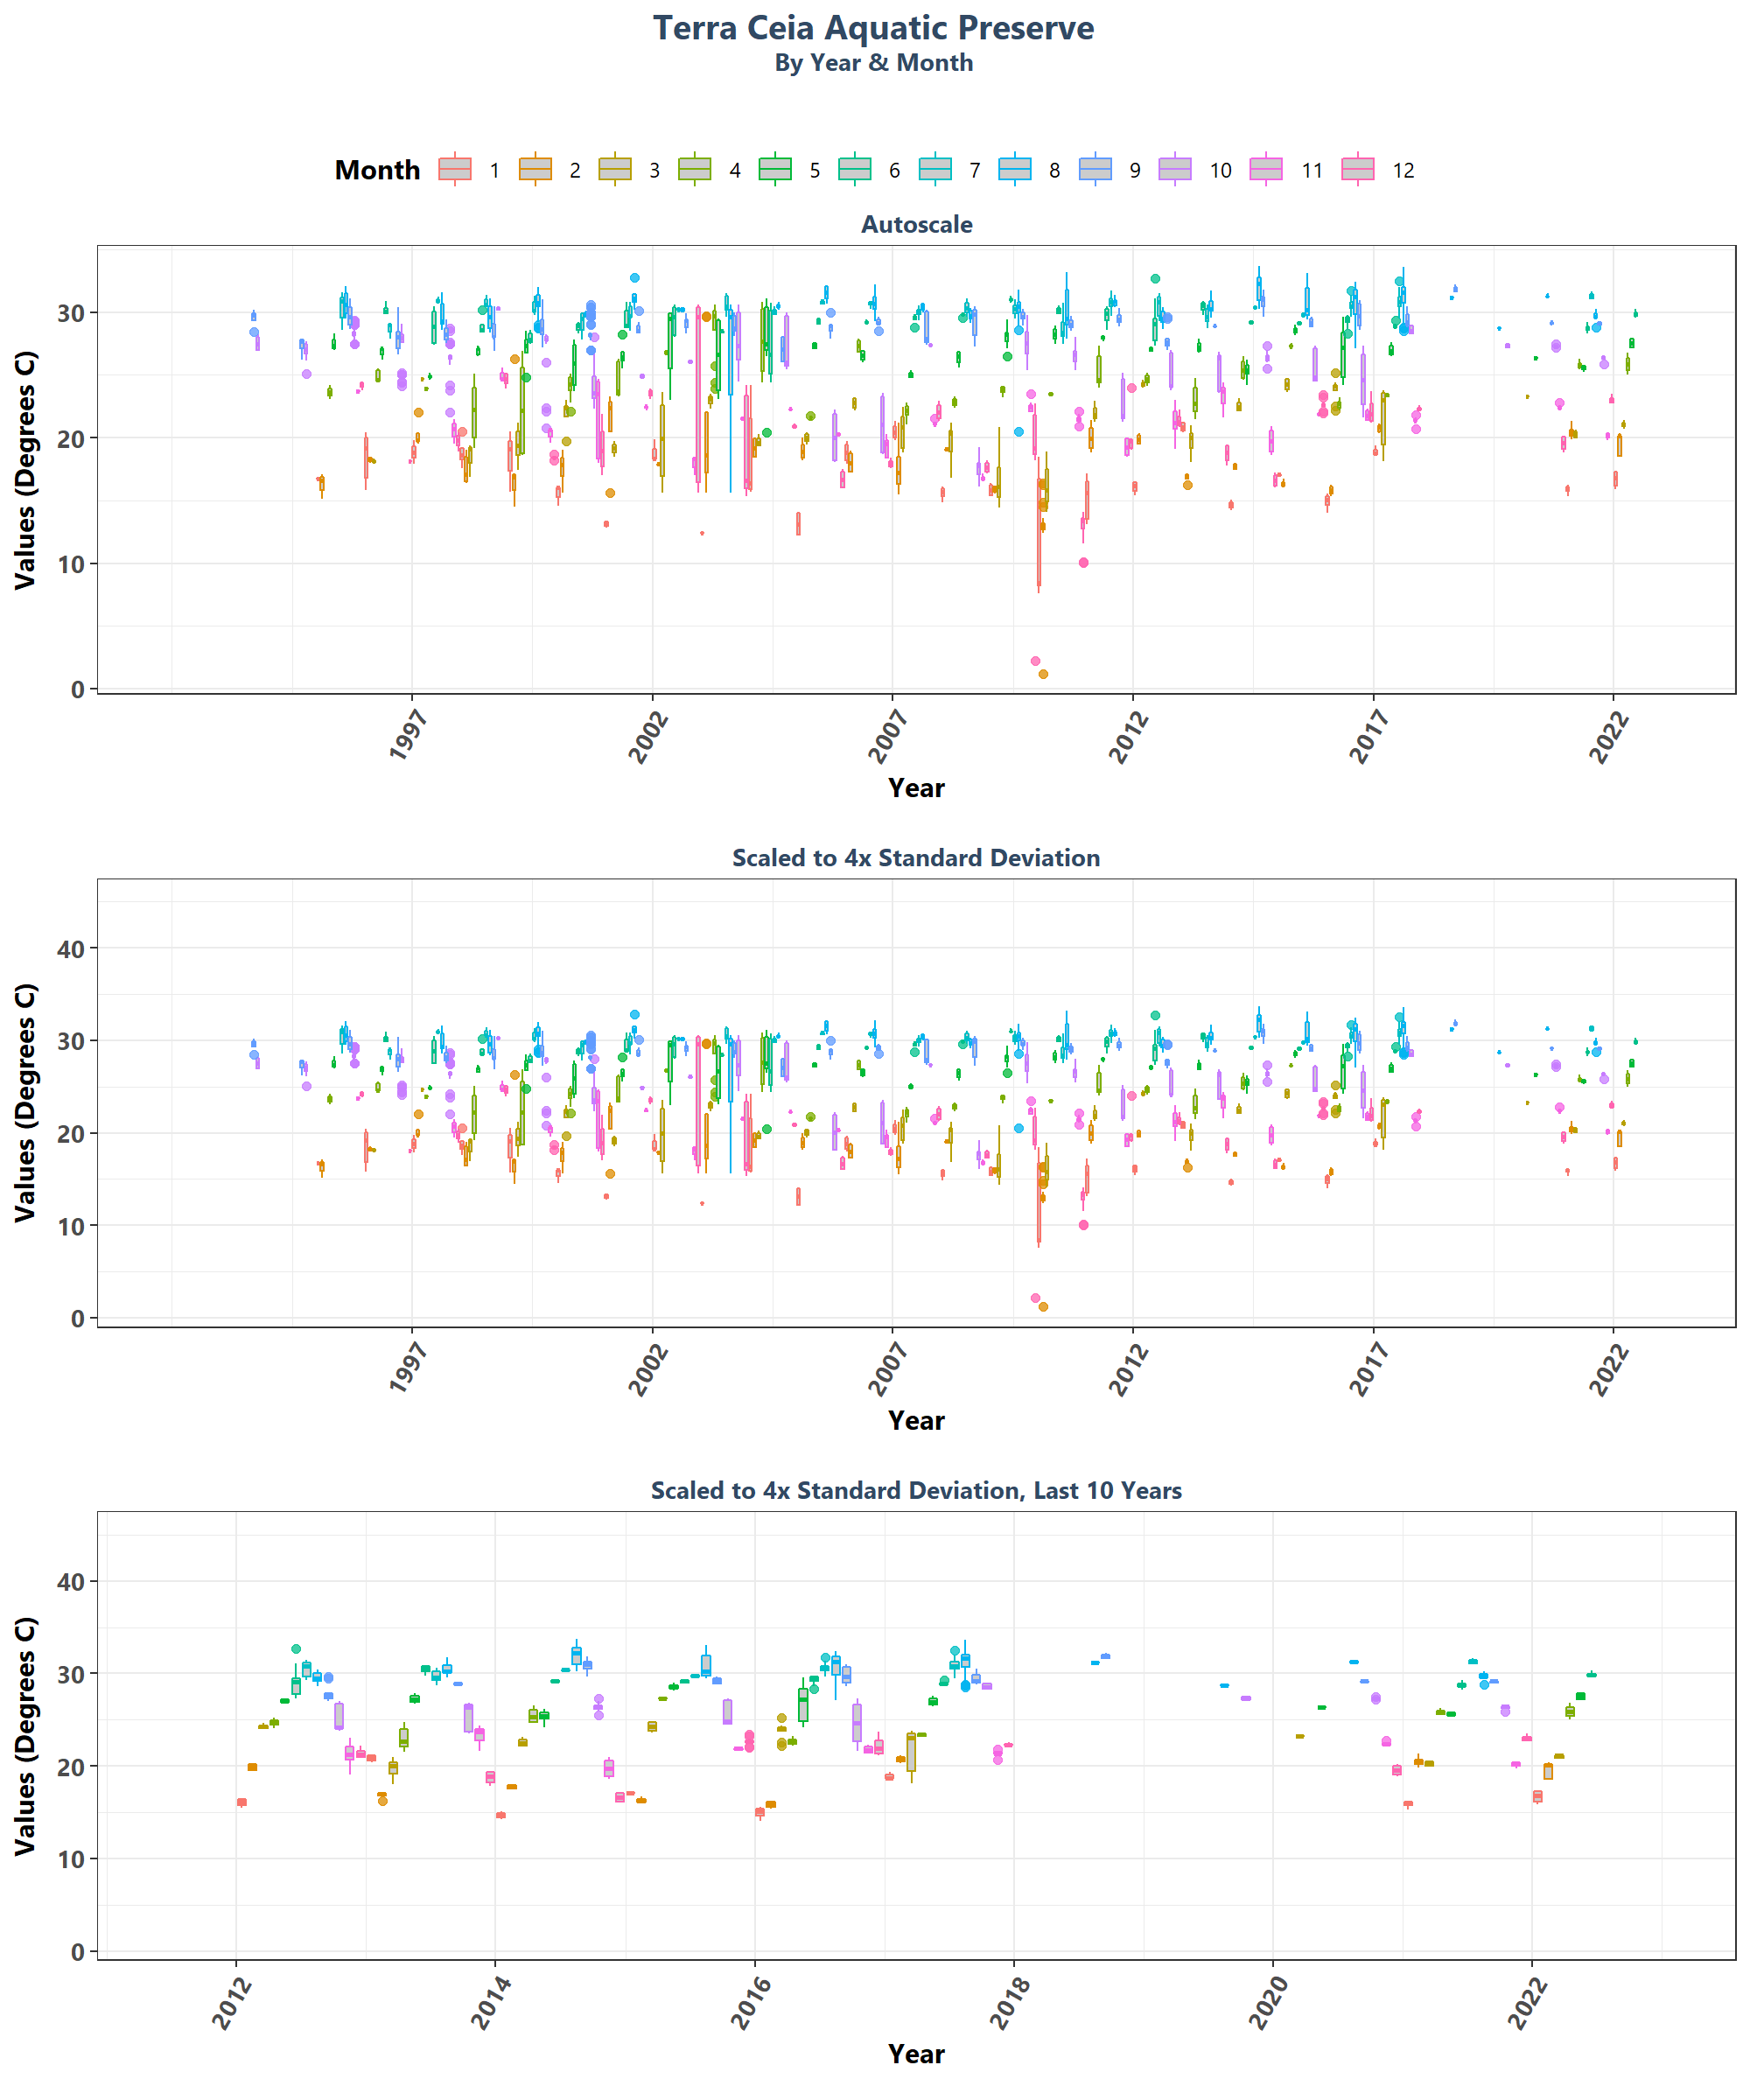 Terra Ceia Aquatic Preserve
By Year & Month
Month 1 2 3 4 5 6 7 8 9 10 11 12
Autoscale
Values (Degrees C)
30
20
10
0
1997 2002 2007 2012 2017 2022
Year
Scaled to 4x Standard Deviation
Values (Degrees C)
40
30
20
10
0
1997 2002 2007 2012 2017 2022
Year
Scaled to 4x Standard Deviation, Last 10 Years
Values (Degrees C)
40
30
20
10
0
2012 2014 2016 2018 2020 2022
Year